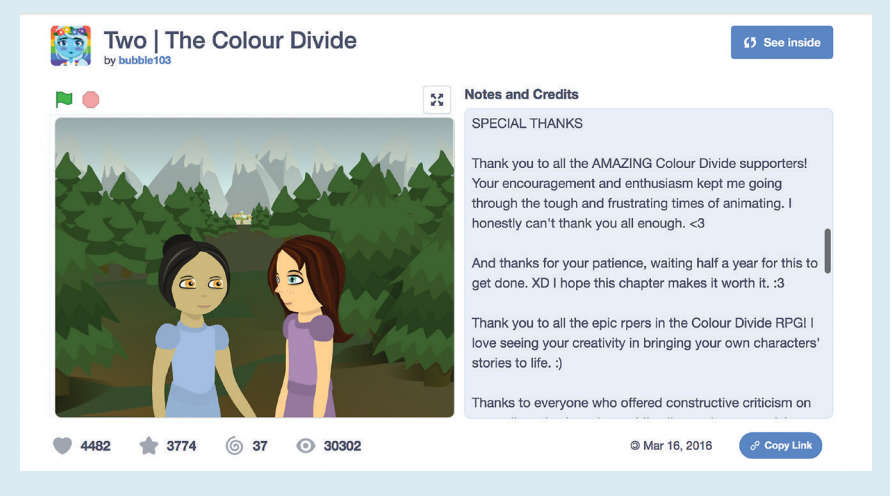 Two | The Colour Divide
by bubble103
See inside
Notes and Credits
SPECIAL THANKS
Thank you to all the AMAZING Colour Divide supporters!
Your encouragement and enthusiasm kept me going
through the tough and frustrating times of animating. I
honestly can't thank you all enough. <3
And thanks for your patience, waiting half a year for this to
get done. XD I hope this chapter makes it worth it. :3
Thank you to all the epic rpers in the Colour Divide RPG! I
love seeing your creativity in bringing your own characters'
stories to life. :)
Thanks to everyone who offered constructive criticism on
4482 3774 37 30302
© Mar 16, 2016
Copy Link